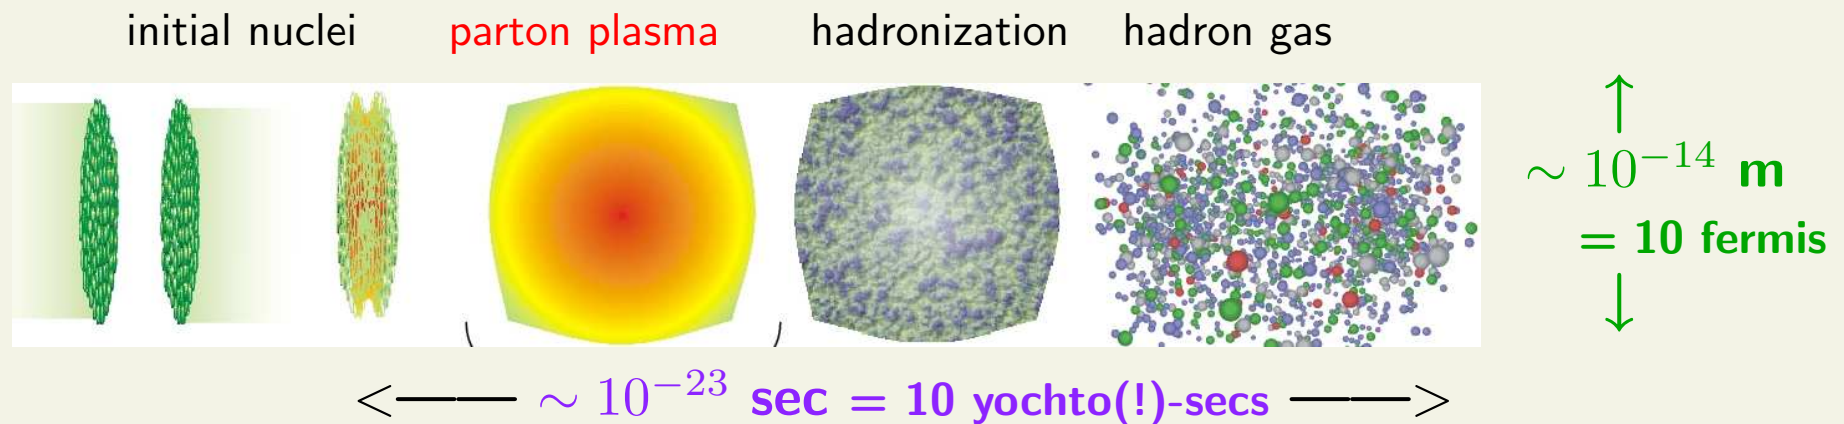 initial nuclei parton plasma hadronization hadron gas
∼ 10⁻¹⁴ m
= 10 fermis
∼ 10⁻²³ sec = 10 yochto(!)-secs